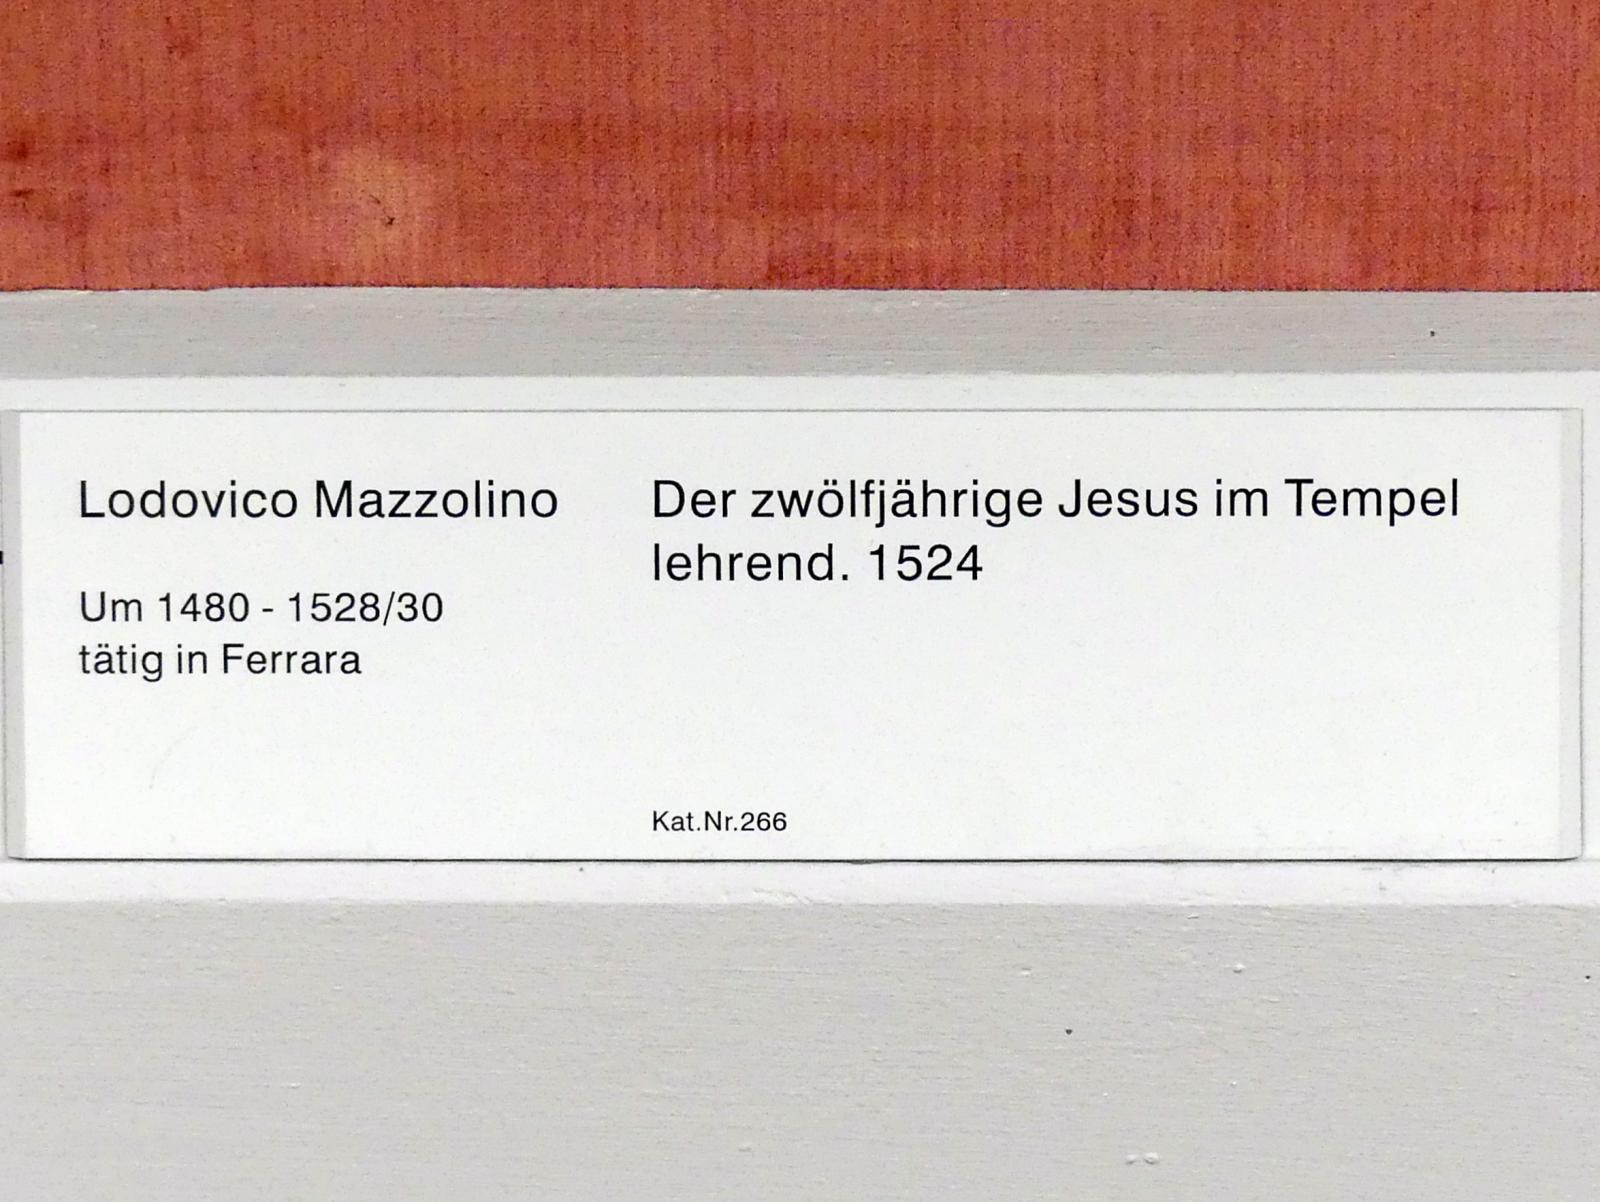 Lodovico Mazzolino
Um 1480 - 1528/30
tätig in Ferrara
Der zwölfjährige Jesus im Tempel
lehrend. 1524
Kat.Nr.266